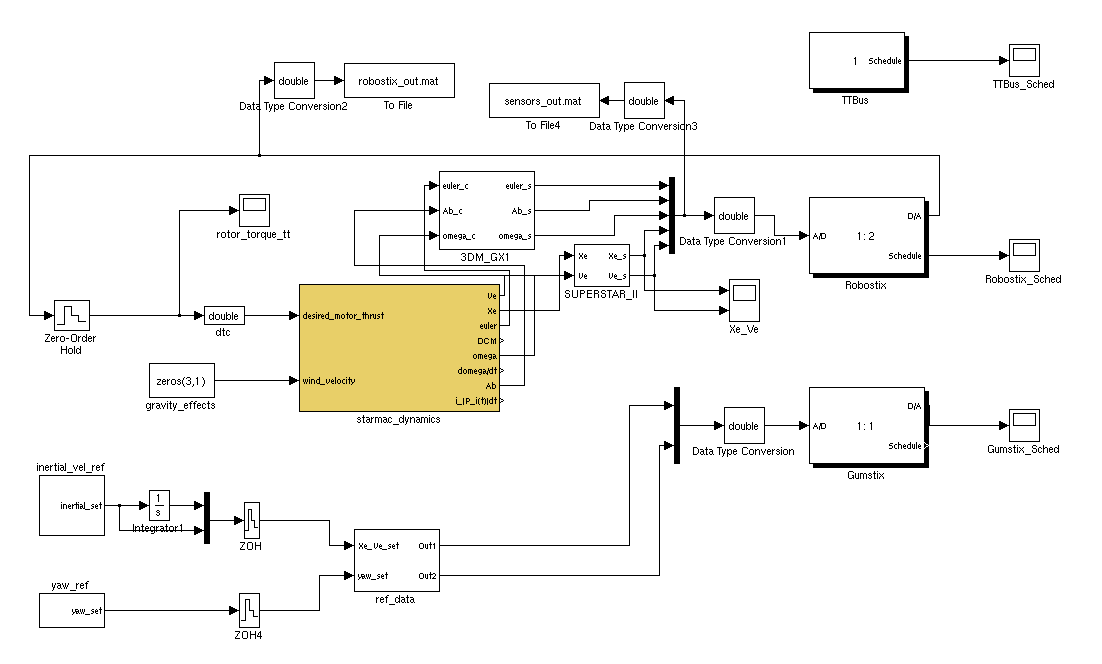 1
Schedule
TTBus
TTBus_Sched
double
Data Type Conversion2
robostix_out.mat
To File
sensors_out.mat
To File4
double
Data Type Conversion3
rotor_torque_tt
euler_c
Ab_c
omega_c
euler_s
Ab_s
omega_s
3DM_GX1
Xe
Ve
Xe_s
Ve_s
SUPERSTAR_II
double
Data Type Conversion1
A/D
1: 2
D/A
Schedule
Robostix
Robostix_Sched
Xe_Ve
Zero-Order
Hold
double
dtc
zeros(3,1)
gravity_effects
desired_motor_thrust
wind_velocity
Ve
Xe
euler
DCM
omega
domega/dt
Ab
i_|P_i(t)|dt
starmac_dynamics
double
Data Type Conversion
A/D
1: 1
D/A
Schedule
Gumstix
Gumstix_Sched
inertial_vel_ref
inertial_set
1
s
Integrator1
ZOH
Xe_Ve_set
yaw_set
Out1
Out2
ref_data
yaw_ref
yaw_set
ZOH4